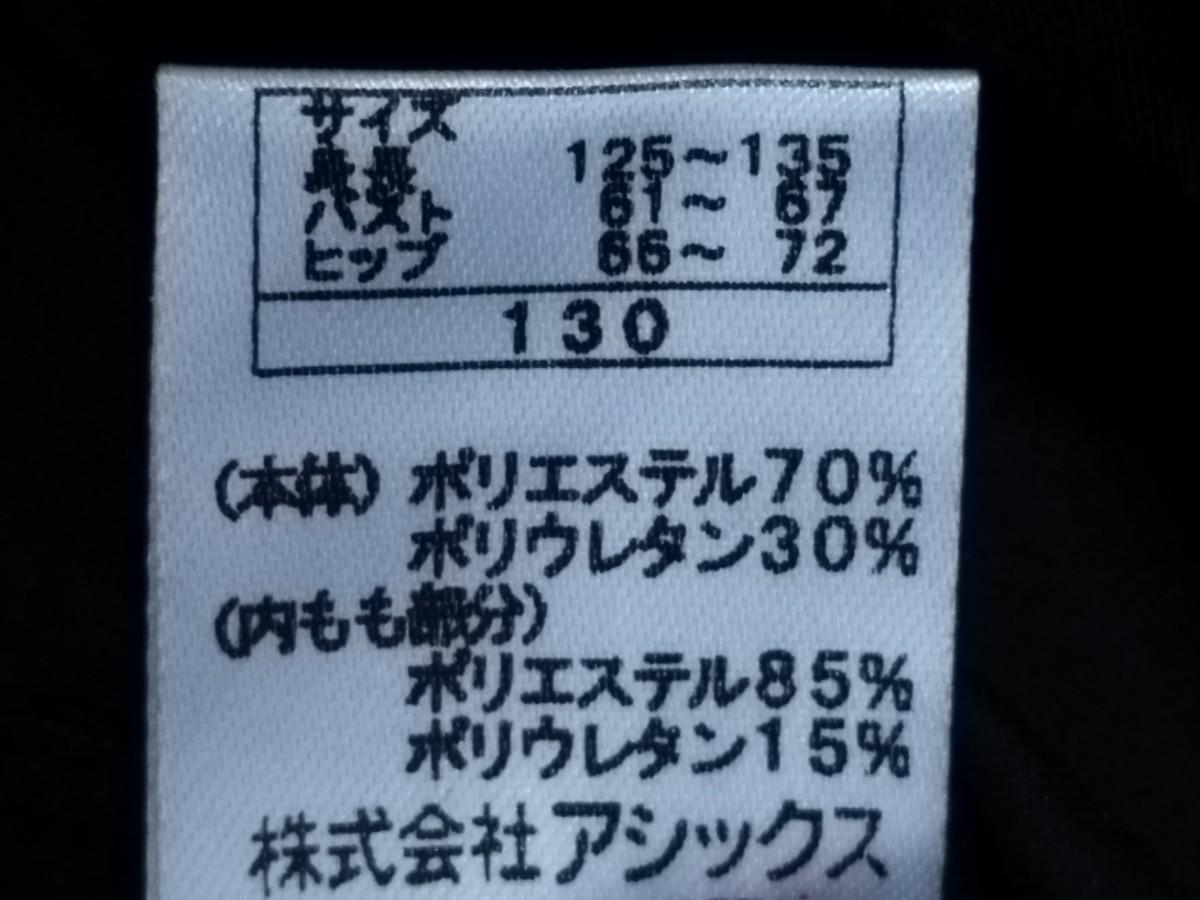 サイズ
身長 125～135
バスト 61～ 67
ヒップ 66～ 72
130
(本体) ポリエステル70%
ポリウレタン30%
(内もも部分)
ポリエステル85%
ポリウレタン15%
株式会社アシックス